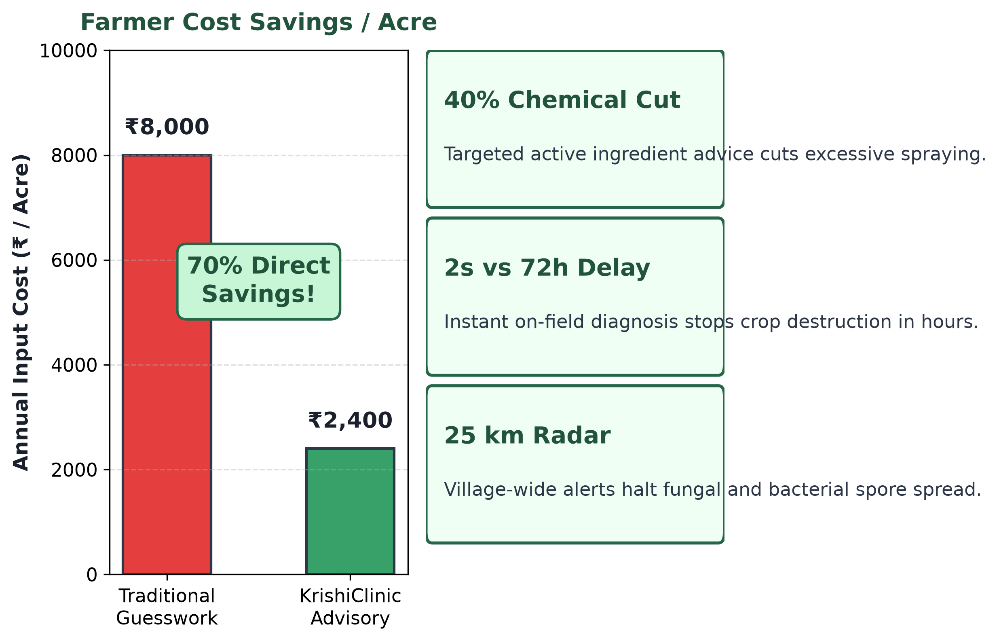 Farmer Cost Savings / Acre
Annual Input Cost (₹ / Acre)
10000
8000
6000
4000
2000
0
₹8,000
70% Direct
Savings!
₹2,400
Traditional
Guesswork
KrishiClinic
Advisory
40% Chemical Cut
Targeted active ingredient advice cuts excessive spraying.
2s vs 72h Delay
Instant on-field diagnosis stops crop destruction in hours.
25 km Radar
Village-wide alerts halt fungal and bacterial spore spread.